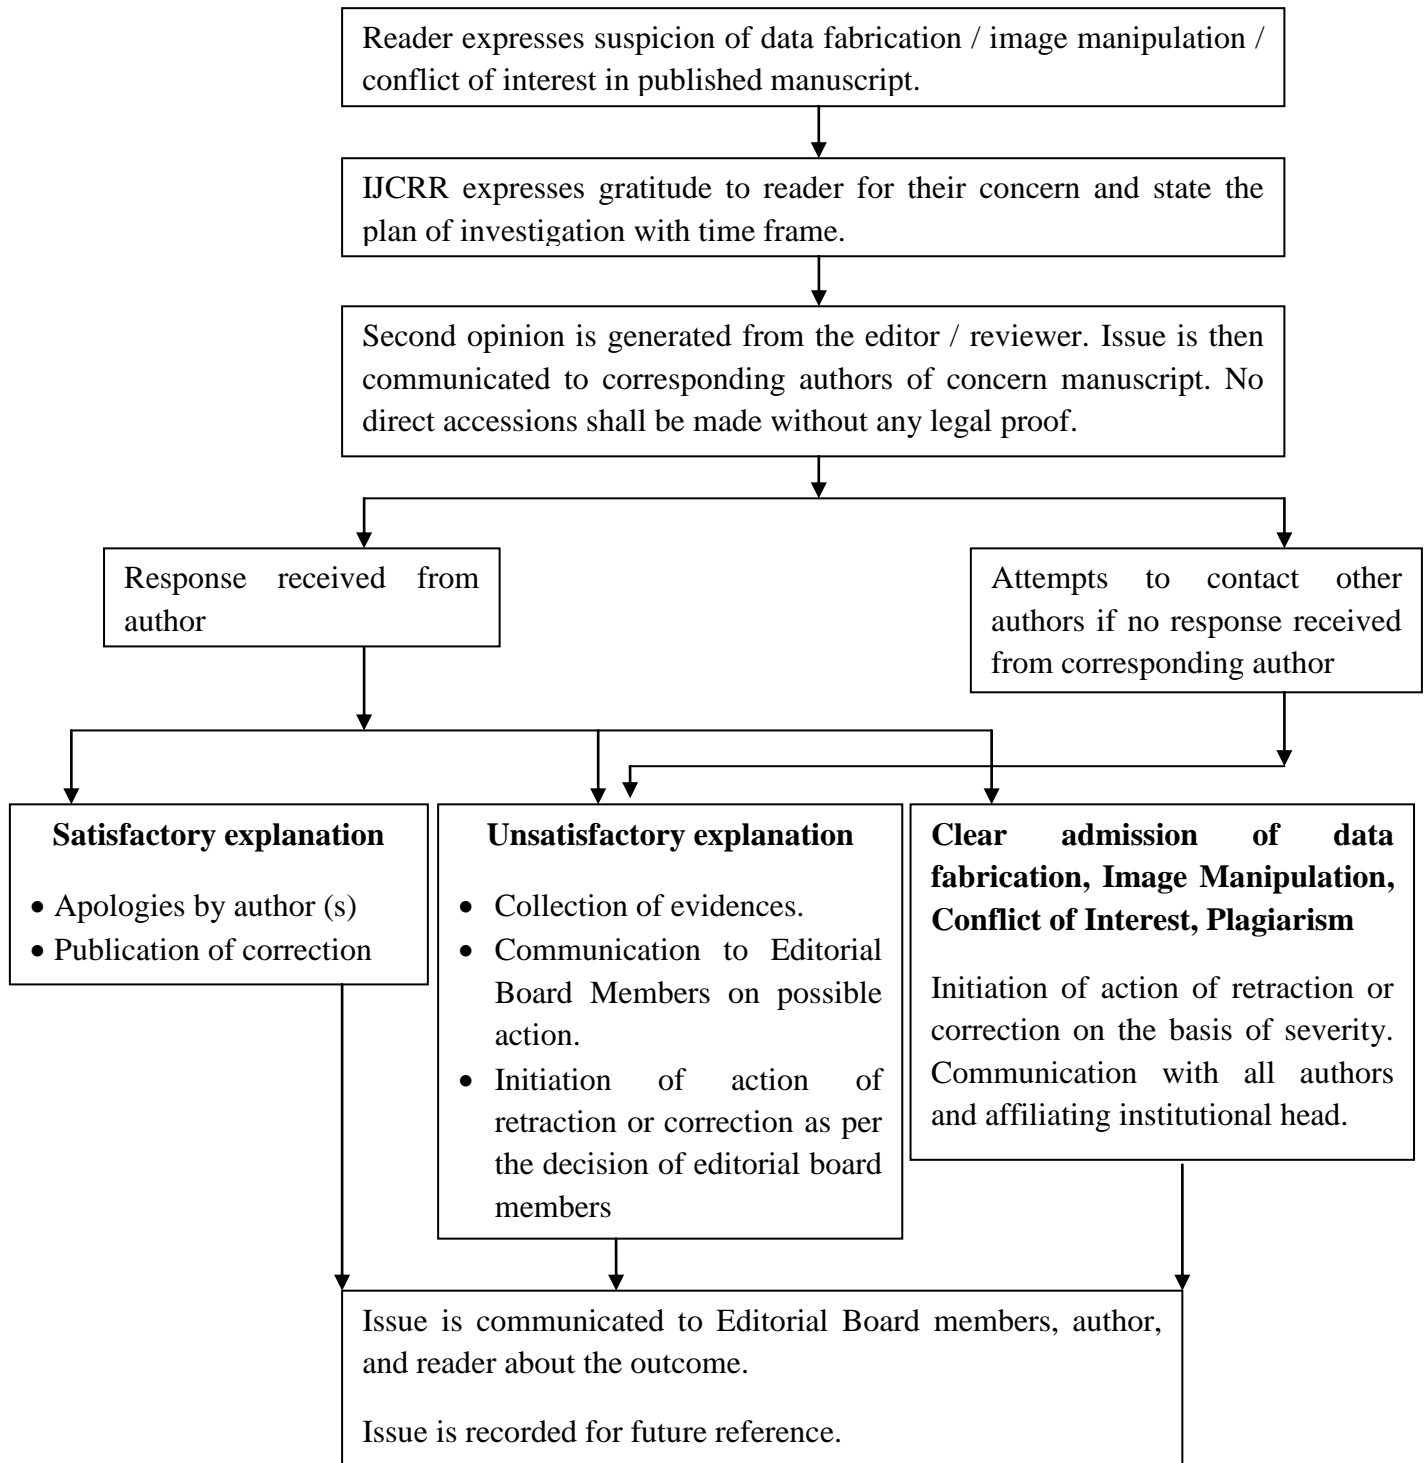 Reader expresses suspicion of data fabrication / image manipulation /
conflict of interest in published manuscript.
IJCRR expresses gratitude to reader for their concern and state the
plan of investigation with time frame.
Second opinion is generated from the editor / reviewer. Issue is then
communicated to corresponding authors of concern manuscript. No
direct accessions shall be made without any legal proof.
Response received from
author
Attempts to contact other
authors if no response received
from corresponding author
Satisfactory explanation
• Apologies by author (s)
• Publication of correction
Unsatisfactory explanation
• Collection of evidences.
• Communication to Editorial
Board Members on possible
action.
• Initiation of action of
retraction or correction as per
the decision of editorial board
members
Clear admission of data
fabrication, Image Manipulation,
Conflict of Interest, Plagiarism
Initiation of action of retraction or
correction on the basis of severity.
Communication with all authors
and affiliating institutional head.
Issue is communicated to Editorial Board members, author,
and reader about the outcome.
Issue is recorded for future reference.